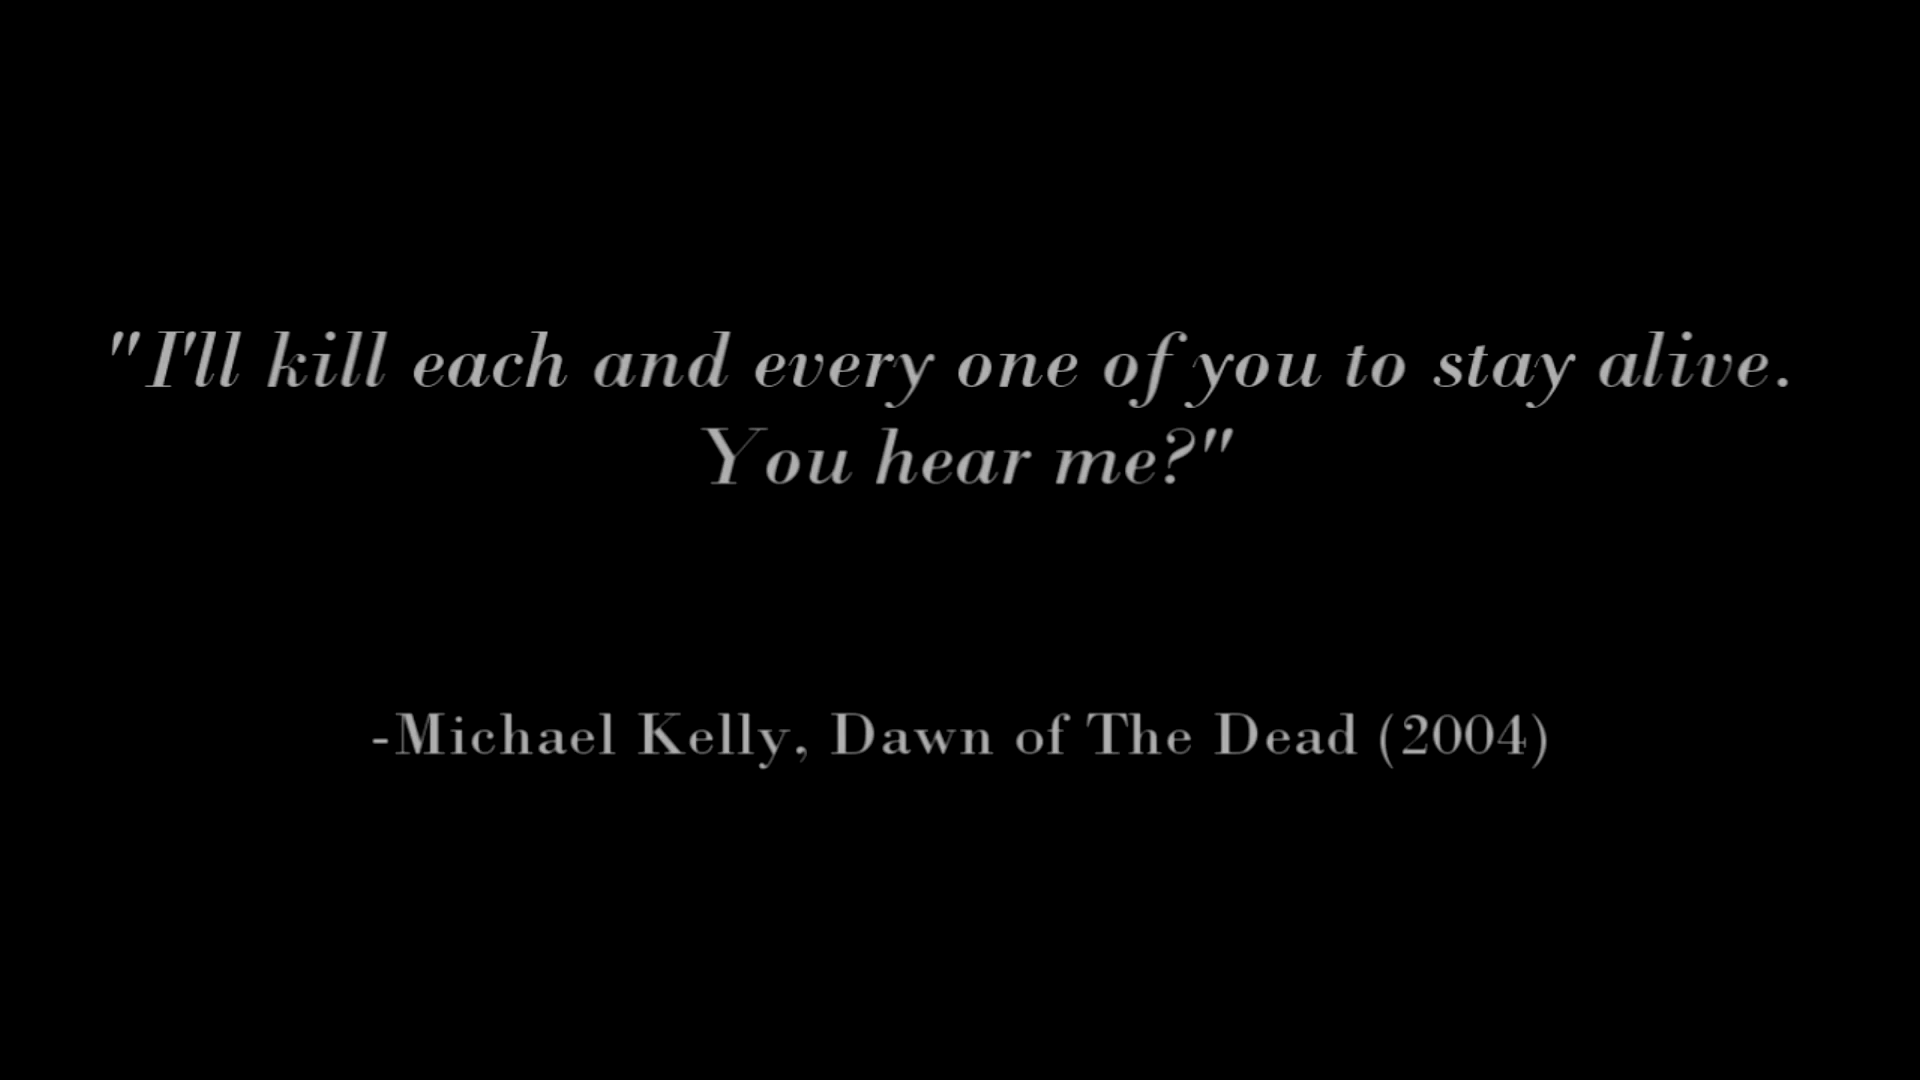 "I'll kill each and every one of you to stay alive.
You hear me?"
-Michael Kelly, Dawn of The Dead (2004)